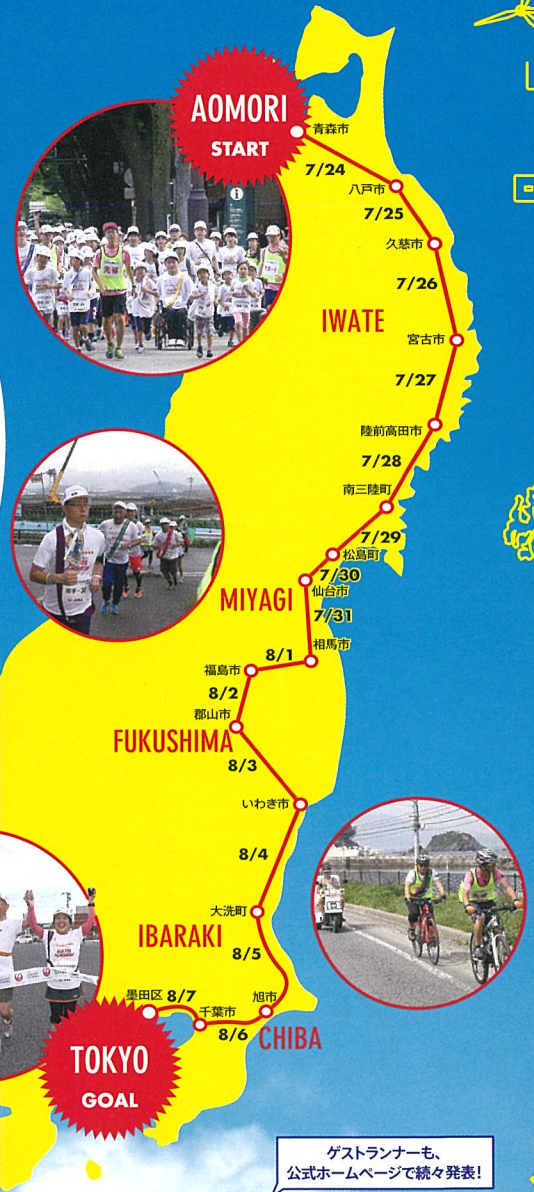 AOMORI
START
青森市
7/24
八戸市
7/25
久慈市
7/26
IWATE
宮古市
7/27
陸前高田市
7/28
南三陸町
7/29
松島町
7/30
仙台市
MIYAGI
7/31
相馬市
8/1
福島市
8/2
郡山市
FUKUSHIMA
8/3
いわき市
8/4
大洗町
IBARAKI
8/5
墨田区
8/7
千葉市
旭市
8/6
CHIBA
TOKYO
GOAL
ゲストランナーも、
公式ホームページで続々発表!